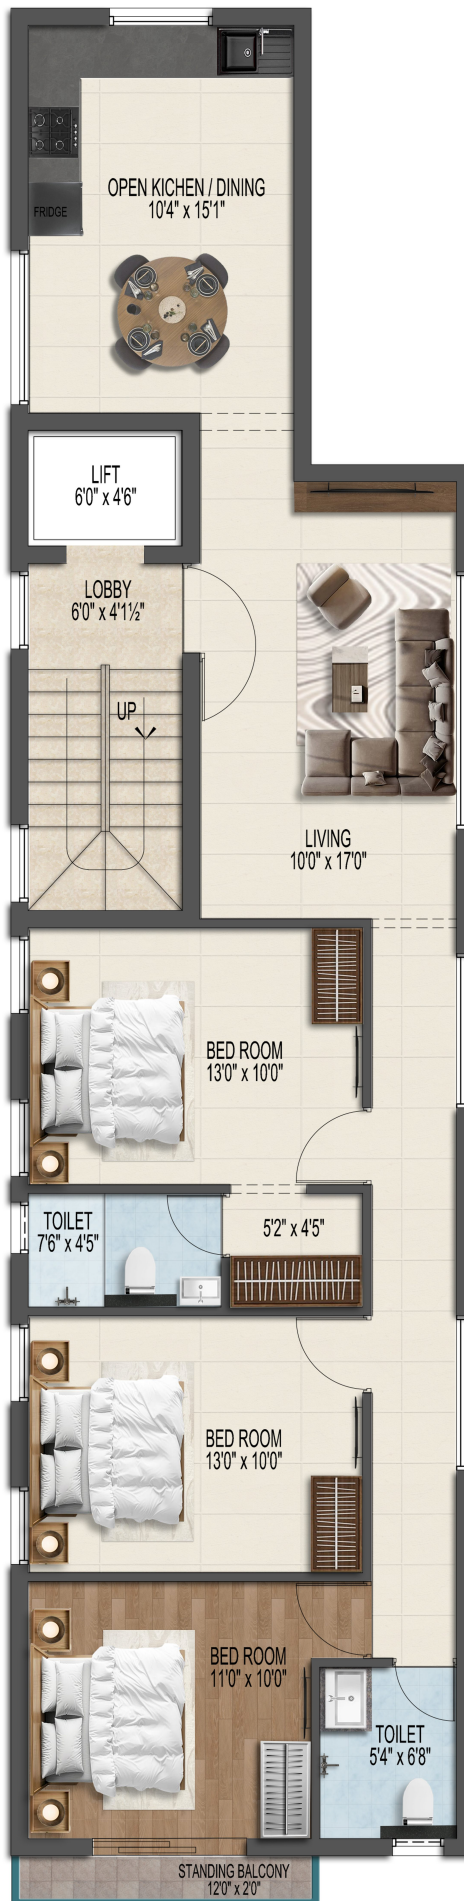 OPEN KICHEN / DINING
10'4" x 15'1"
FRIDGE
LIFT
6'0" x 4'6"
LOBBY
6'0" x 4'1½"
UP
LIVING
10'0" x 17'0"
BED ROOM
13'0" x 10'0"
TOILET
7'6" x 4'5"
5'2" x 4'5"
BED ROOM
13'0" x 10'0"
BED ROOM
11'0" x 10'0"
TOILET
5'4" x 6'8"
STANDING BALCONY
12'0" x 2'0"